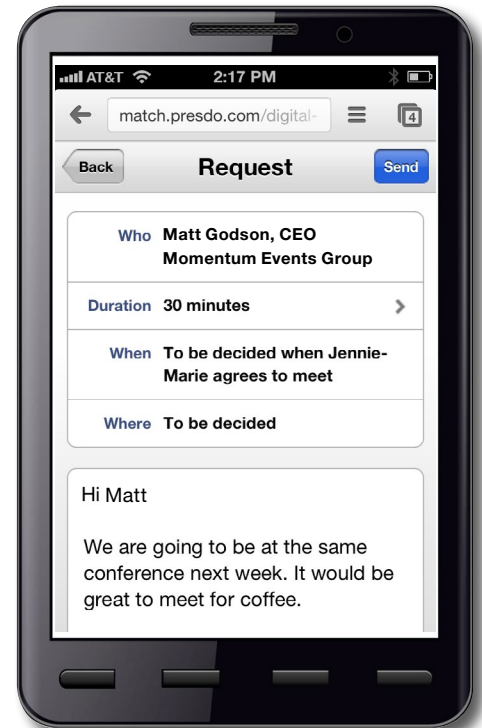 AT&T 2:17 PM
match.presdo.com/digital- 4
Back Request Send
Who Matt Godson, CEO
Momentum Events Group
Duration 30 minutes
When To be decided when Jennie-
Marie agrees to meet
Where To be decided
Hi Matt
We are going to be at the same
conference next week. It would be
great to meet for coffee.